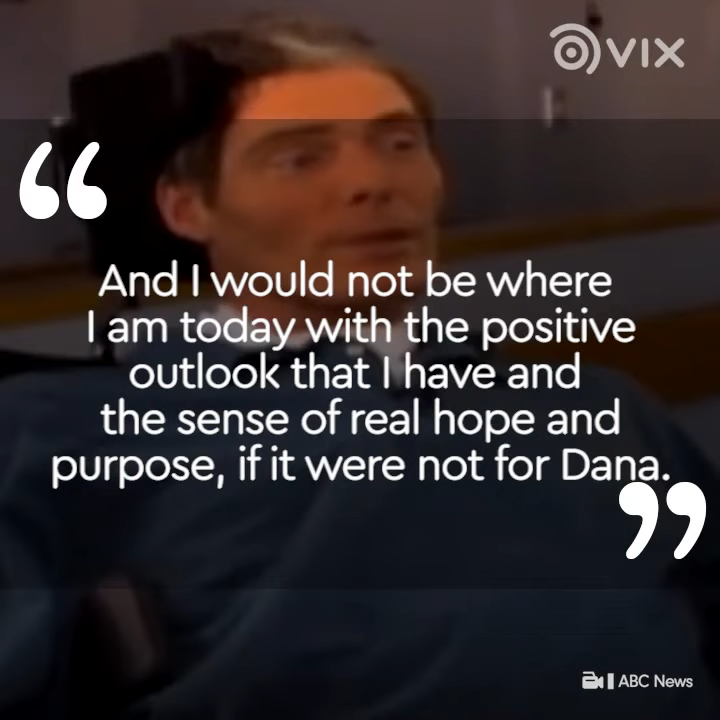 VIX
“
And I would not be where
I am today with the positive
outlook that I have and
the sense of real hope and
purpose, if it were not for Dana.
”
ABC News